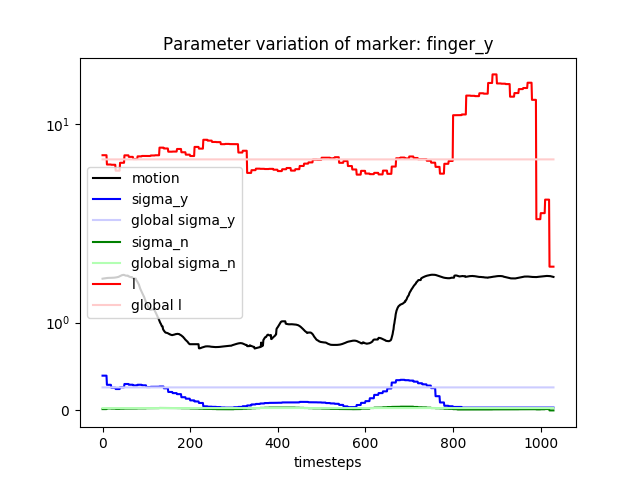 Parameter variation of marker: finger_y
10^1
10^0
0
motion
sigma_y
global sigma_y
sigma_n
global sigma_n
l
global l
0 200 400 600 800 1000
timesteps